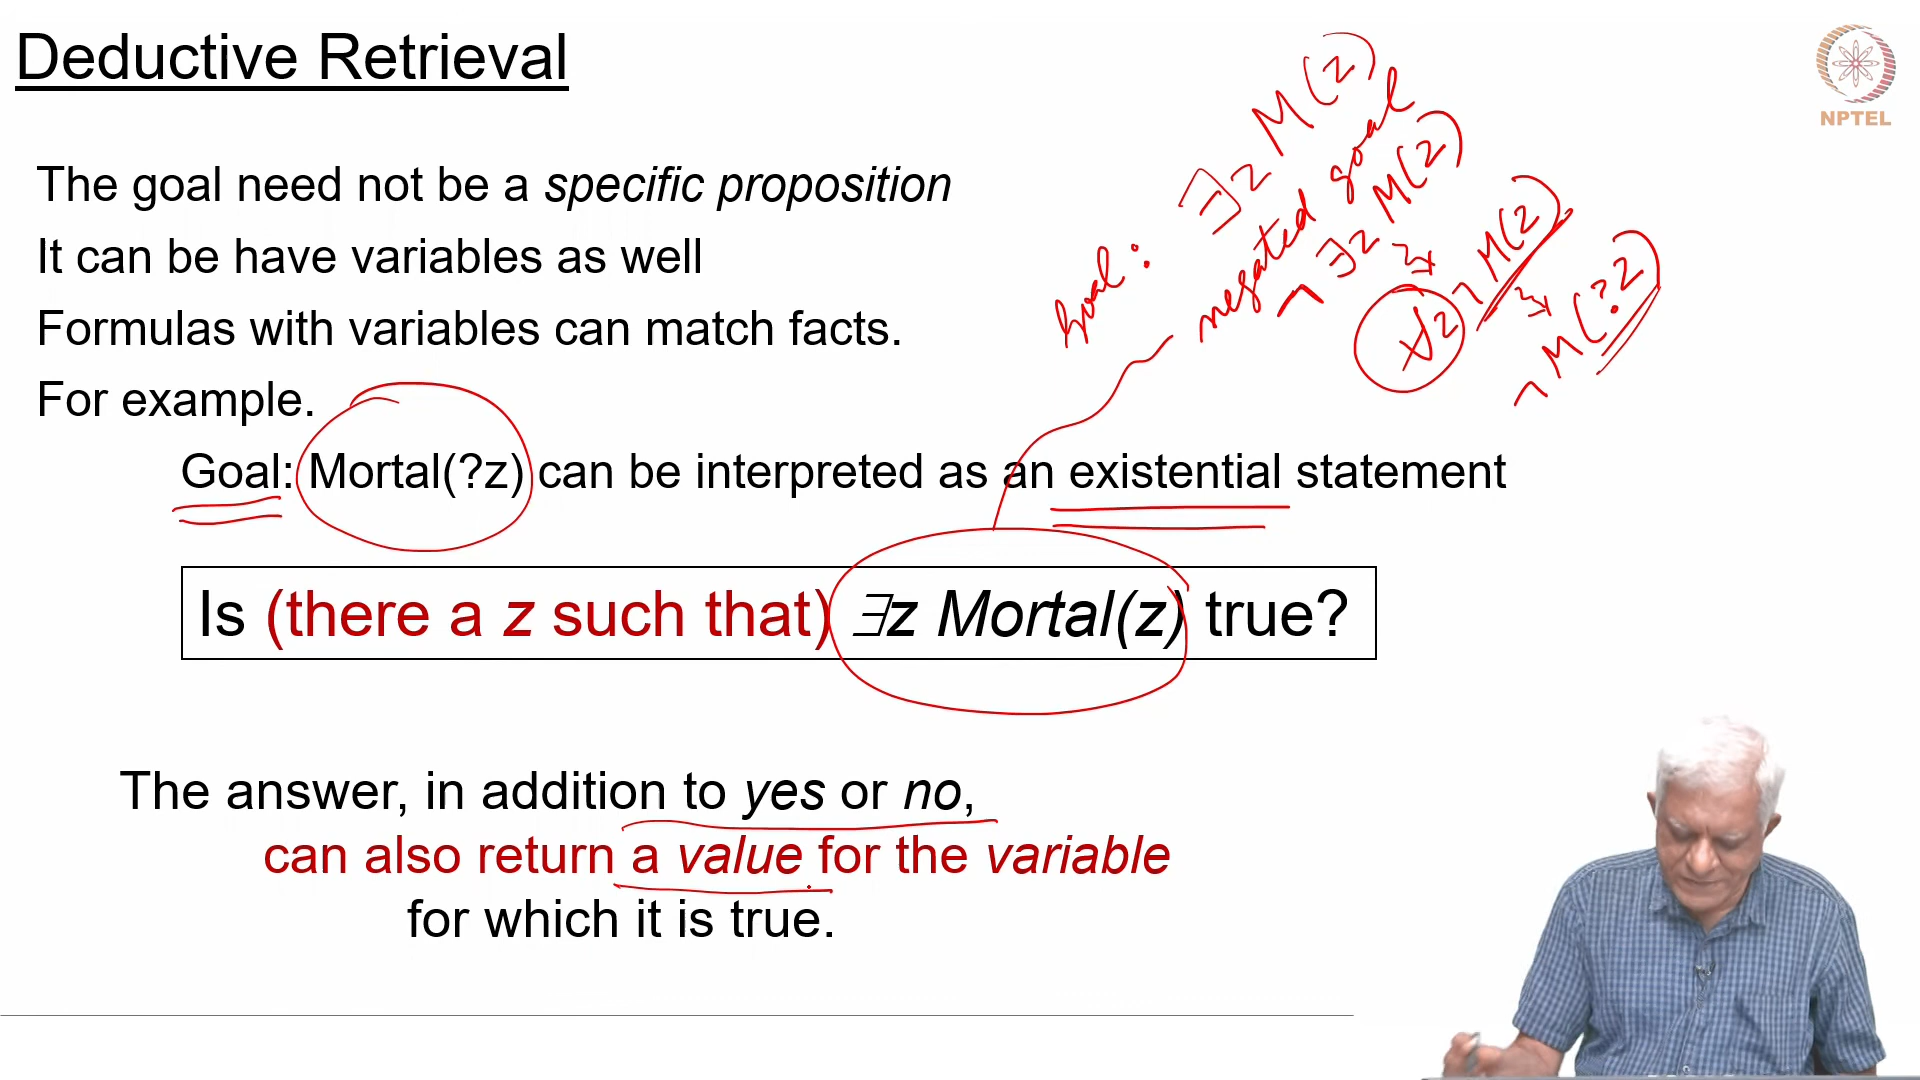 Deductive Retrieval
NPTEL
The goal need not be a specific proposition
It can be have variables as well
Formulas with variables can match facts.
For example.
Goal: Mortal(?z) can be interpreted as an existential statement
Is (there a z such that) ∃z Mortal(z) true?
The answer, in addition to yes or no,
can also return a value for the variable
for which it is true.
Goal: ∃z M(z)
negated goal
¬ ∃z M(z)
∀z ¬ M(z)
¬ M(?z)